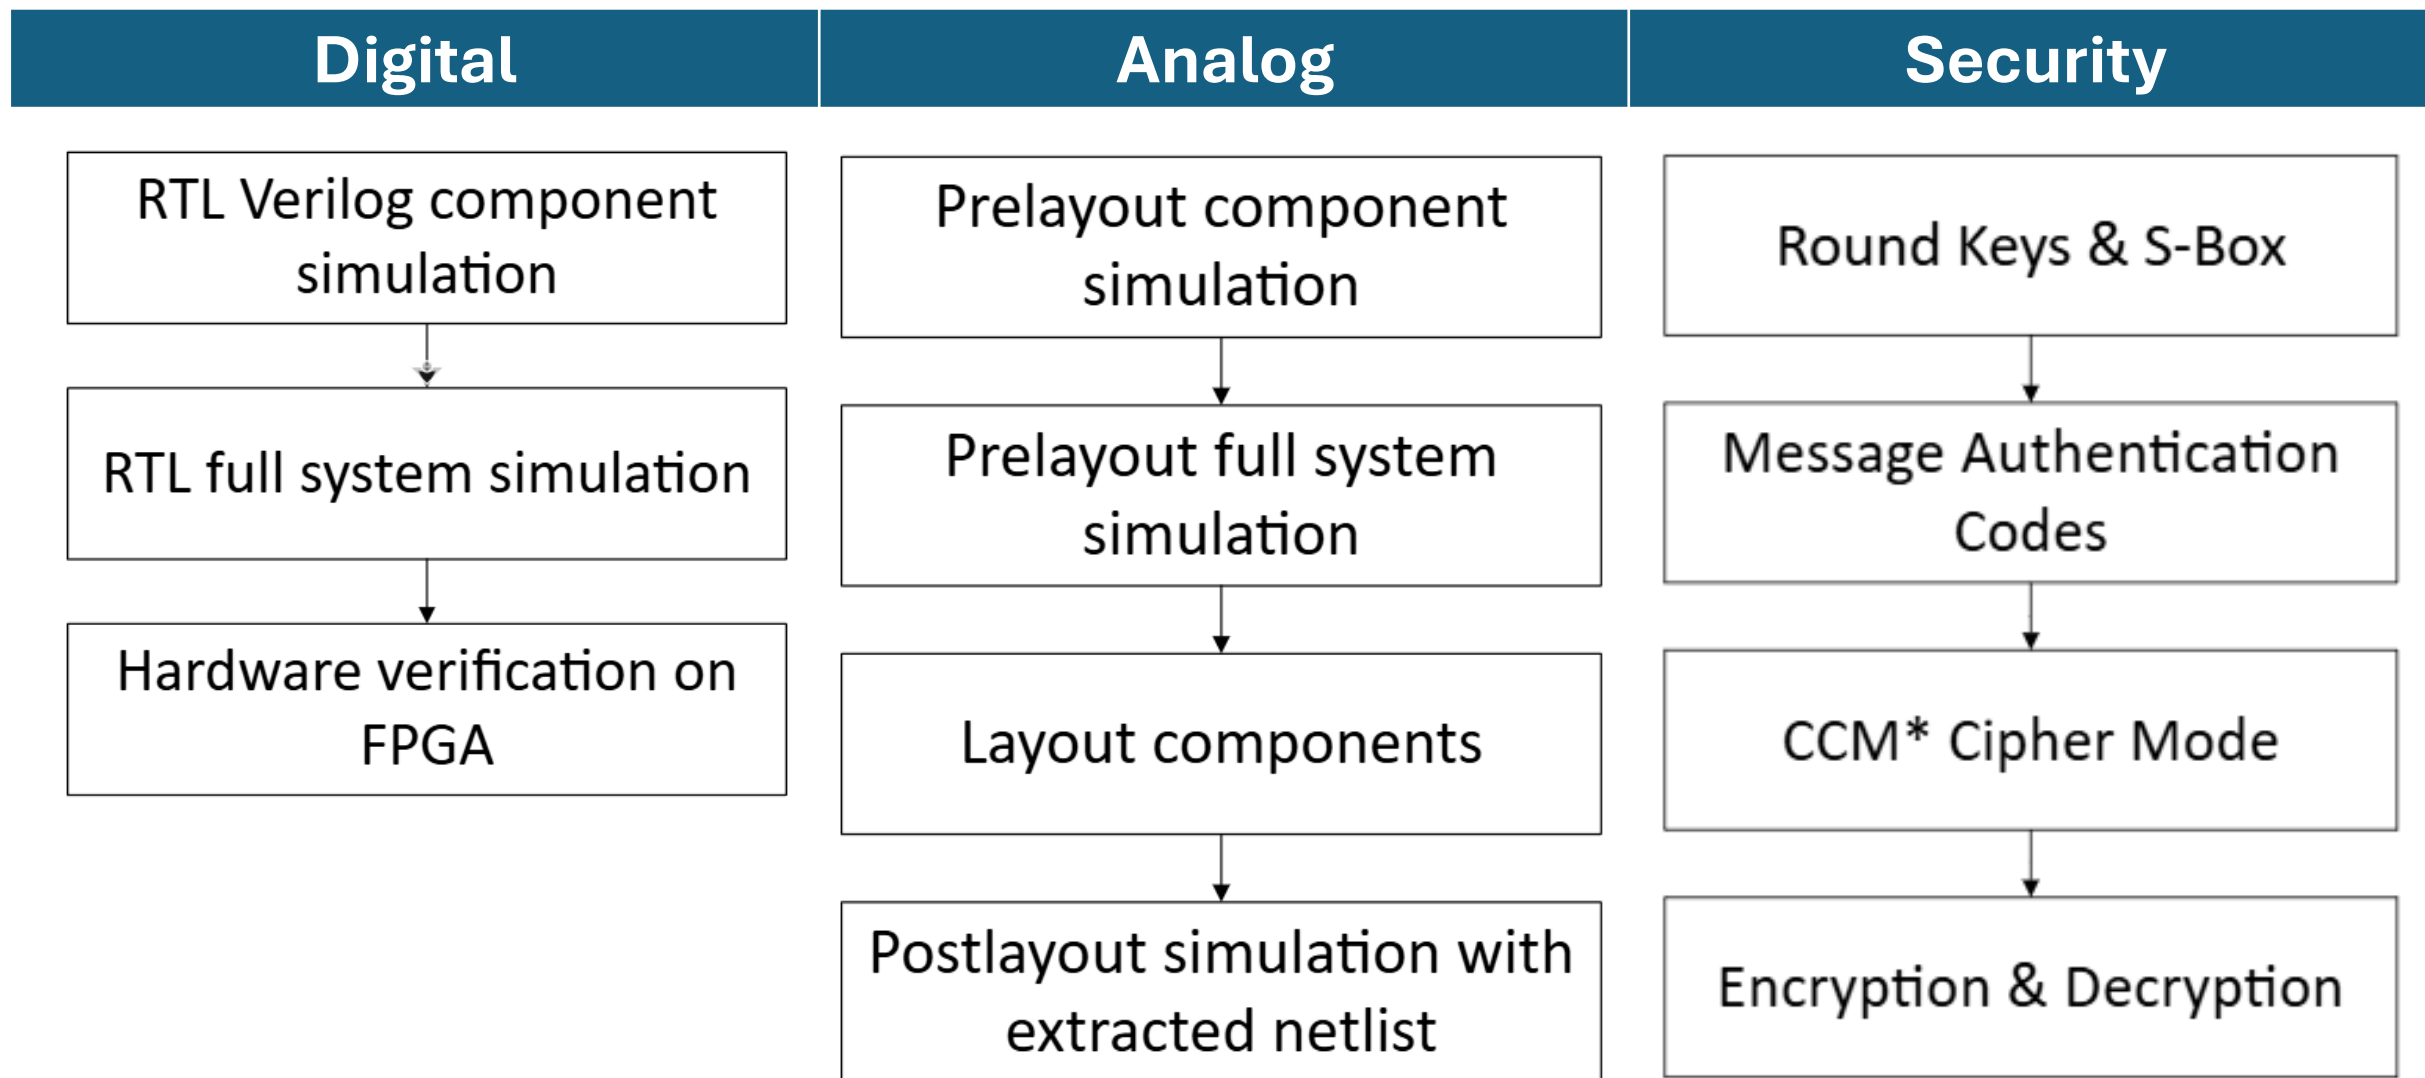 Digital
Analog
Security
RTL Verilog component
simulation
RTL full system simulation
Hardware verification on
FPGA
Prelayout component
simulation
Prelayout full system
simulation
Layout components
Postlayout simulation with
extracted netlist
Round Keys & S-Box
Message Authentication
Codes
CCM* Cipher Mode
Encryption & Decryption